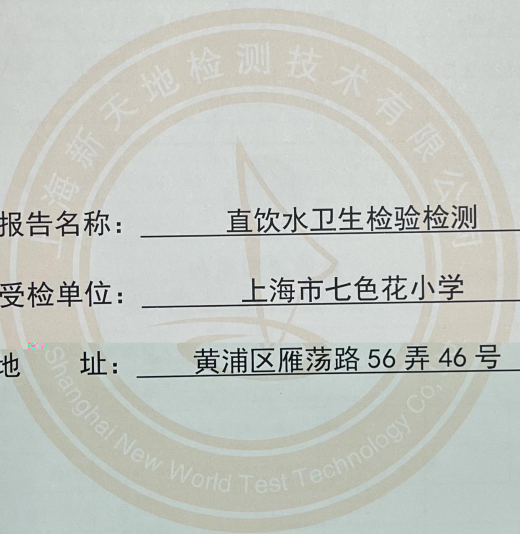 上海新天地检测技术有限公司
报告名称：直饮水卫生检验检测
受检单位：上海市七色花小学
地 址：黄浦区雁荡路56弄46号
Shanghai New World Test Technology Co,